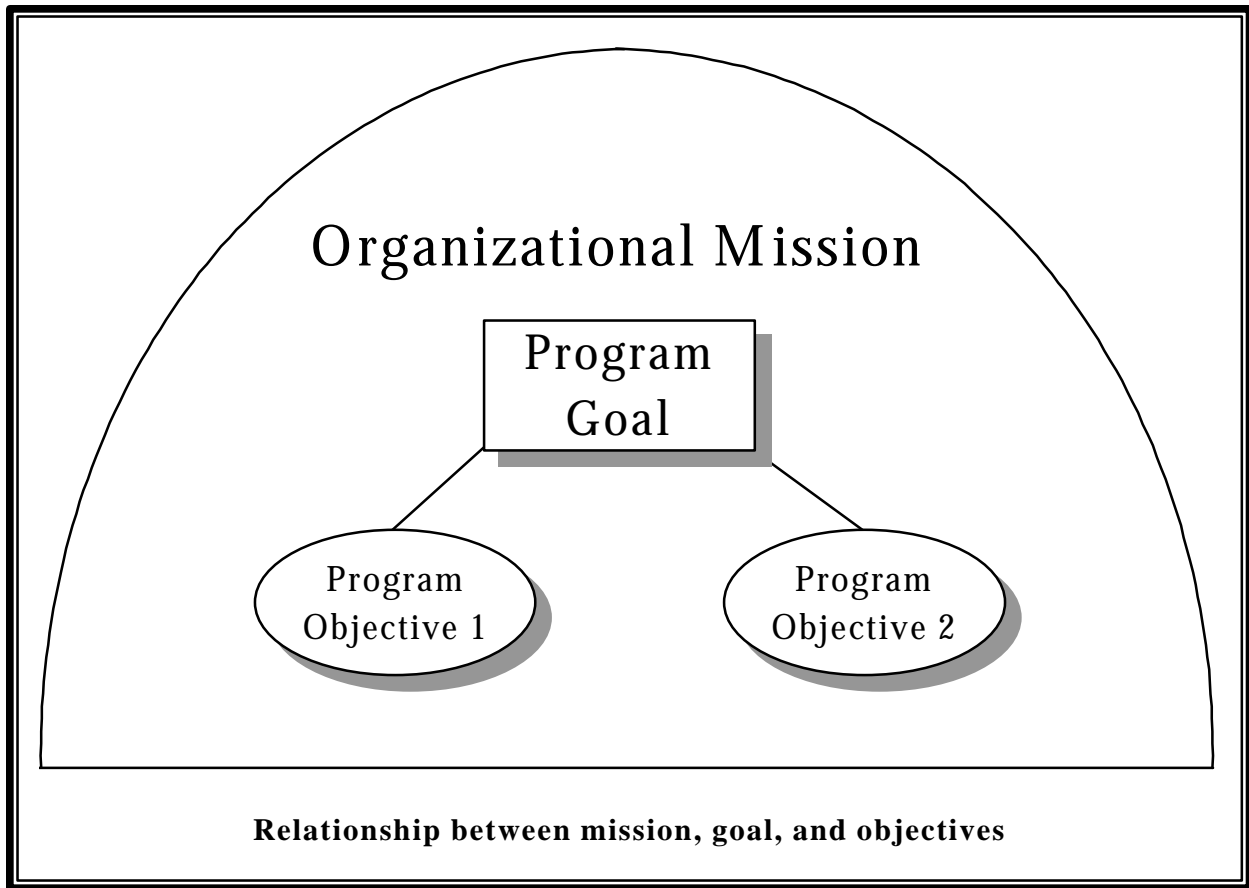 Organizational Mission
Program
Goal
Program
Objective 1
Program
Objective 2
Relationship between mission, goal, and objectives